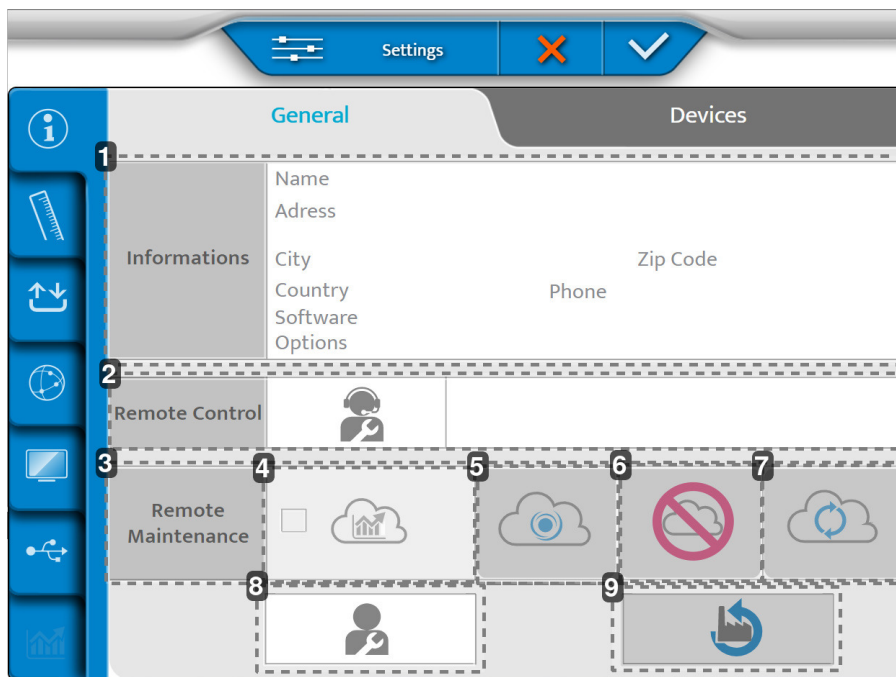 Settings
General
Devices
1
Informations
Name
Adress
City
Zip Code
Country
Phone
Software
Options
2
Remote Control
3
4
5
6
7
Remote
Maintenance
8
9